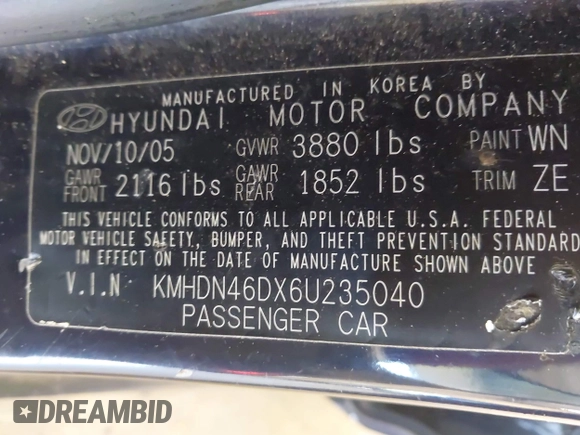 MANUFACTURED IN KOREA BY
HYUNDAI MOTOR COMPANY
NOV/10/05 GVWR 3880 lbs PAINT WN
GAWR FRONT 2116 lbs GAWR REAR 1852 lbs TRIM ZE
THIS VEHICLE CONFORMS TO ALL APPLICABLE U.S.A. FEDERAL
MOTOR VEHICLE SAFETY, BUMPER, AND THEFT PREVENTION STANDARD
IN EFFECT ON THE DATE OF MANUFACTURE SHOWN ABOVE
V.I.N KMHDN46DX6U235040
PASSENGER CAR
DREAMBID